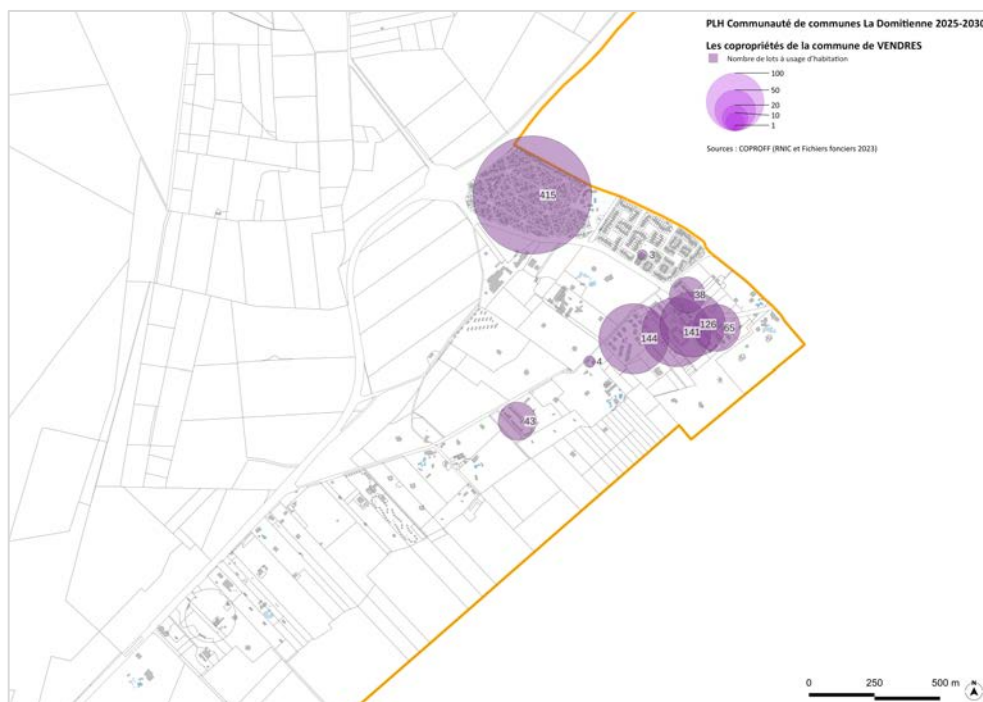 PLH Communauté de communes La Domitienne 2025-2030
Les copropriétés de la commune de VENDRES
Nombre de lots à usage d'habitation
100
50
20
10
1
Sources : COPROFF (RNIC et Fichiers fonciers 2023)
415
3
38
126
65
141
144
4
43
0 250 500 m
N